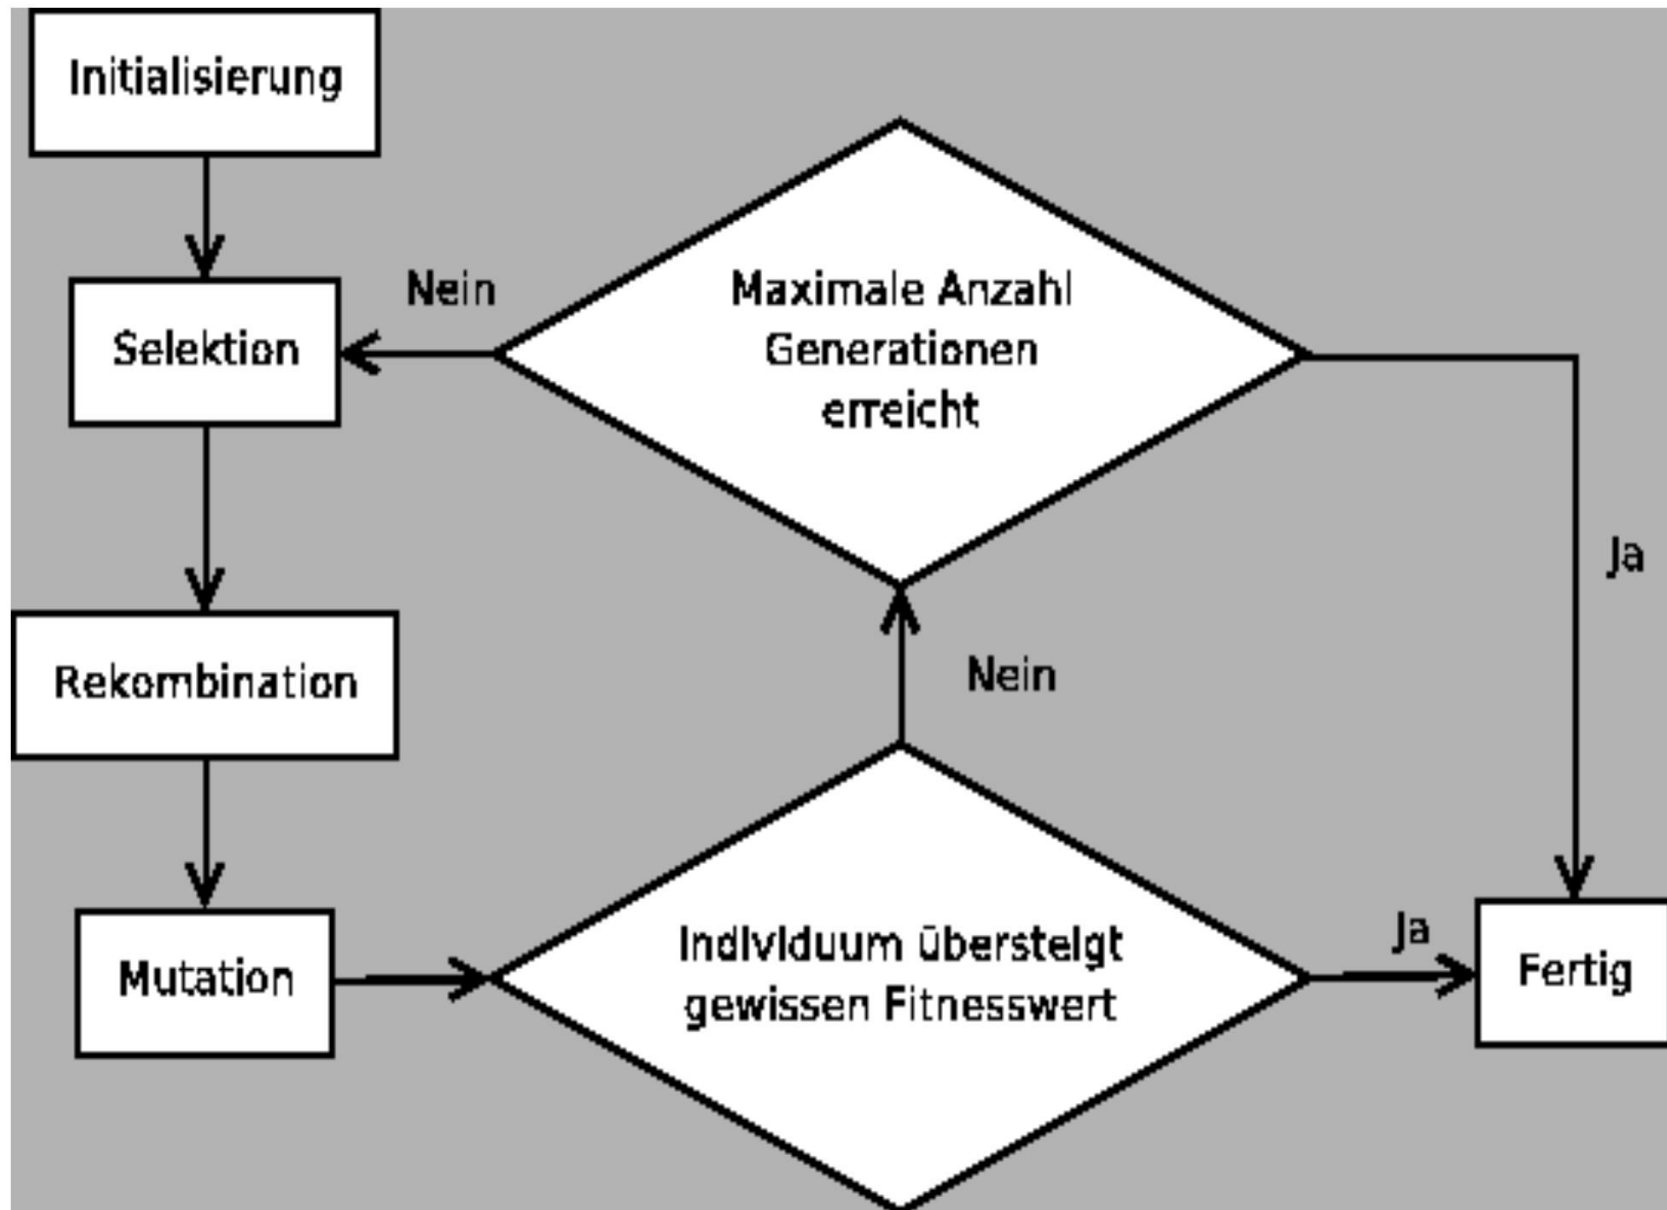 Initialisierung
Selektion
Nein
Maximale Anzahl
Generationen
erreicht
Ja
Rekombination
Nein
Mutation
Individuum übersteigt
gewissen Fitnesswert
Ja
Fertig